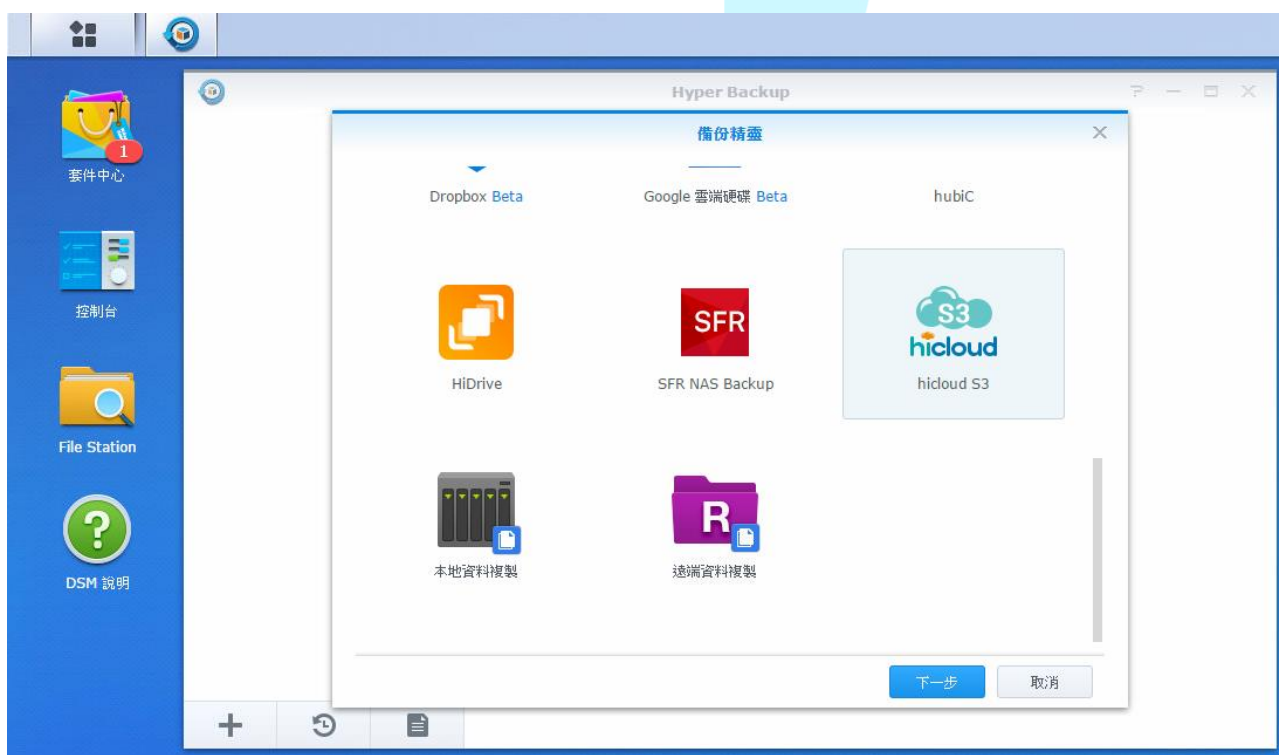 Hyper Backup
備份精靈
1
套件中心
Dropbox Beta
Google 雲端硬碟 Beta
hubiC
控制台
SFR
S3
hicloud
HiDrive
SFR NAS Backup
hicloud S3
File Station
R
本地資料複製
遠端資料複製
?
DSM 說明
下一步
取消